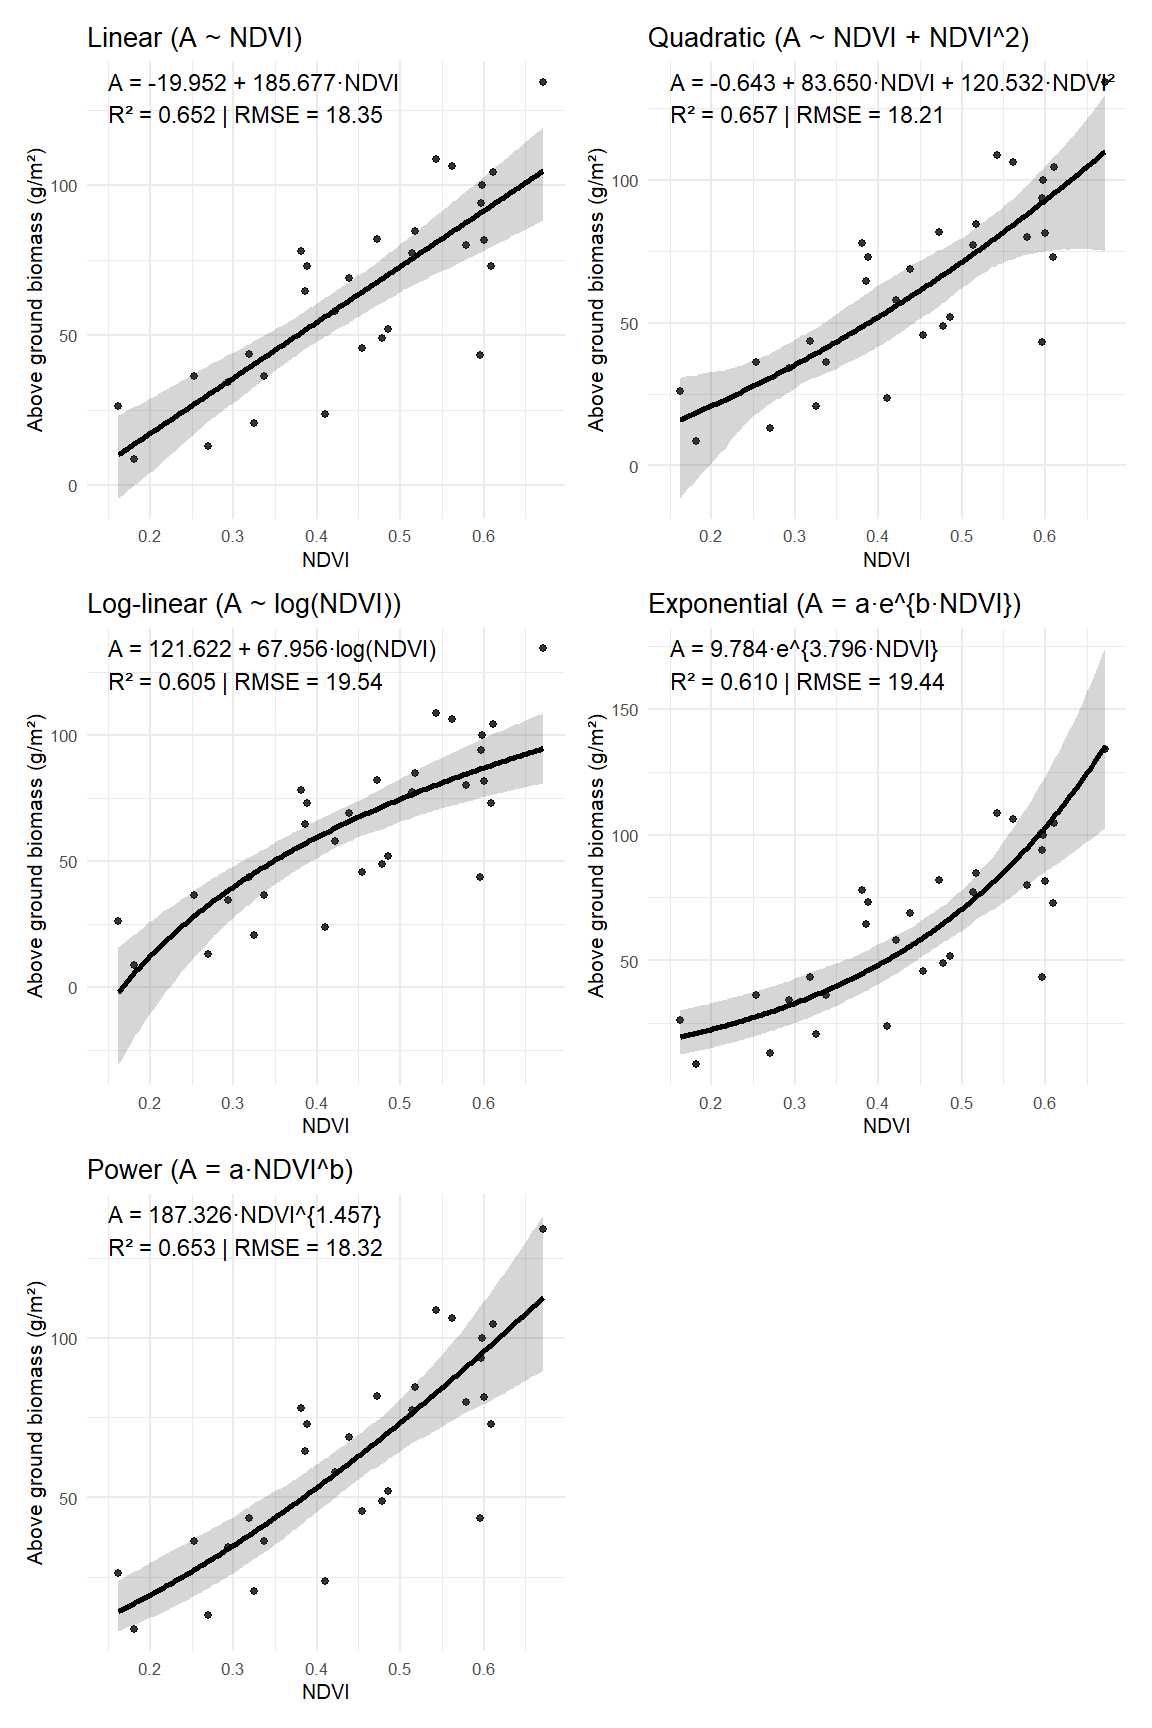 Linear (A ~ NDVI)
A = -19.952 + 185.677·NDVI
R² = 0.652 | RMSE = 18.35
Above ground biomass (g/m²)
100
50
0
0.2 0.3 0.4 0.5 0.6
NDVI
Quadratic (A ~ NDVI + NDVI^2)
A = -0.643 + 83.650·NDVI + 120.532·NDVI²
R² = 0.657 | RMSE = 18.21
Above ground biomass (g/m²)
100
50
0
0.2 0.3 0.4 0.5 0.6
NDVI
Log-linear (A ~ log(NDVI))
A = 121.622 + 67.956·log(NDVI)
R² = 0.605 | RMSE = 19.54
Above ground biomass (g/m²)
100
50
0
0.2 0.3 0.4 0.5 0.6
NDVI
Exponential (A = a·e^{b·NDVI})
A = 9.784·e^{3.796·NDVI}
R² = 0.610 | RMSE = 19.44
Above ground biomass (g/m²)
150
100
50
0.2 0.3 0.4 0.5 0.6
NDVI
Power (A = a·NDVI^b)
A = 187.326·NDVI^{1.457}
R² = 0.653 | RMSE = 18.32
Above ground biomass (g/m²)
100
50
0.2 0.3 0.4 0.5 0.6
NDVI